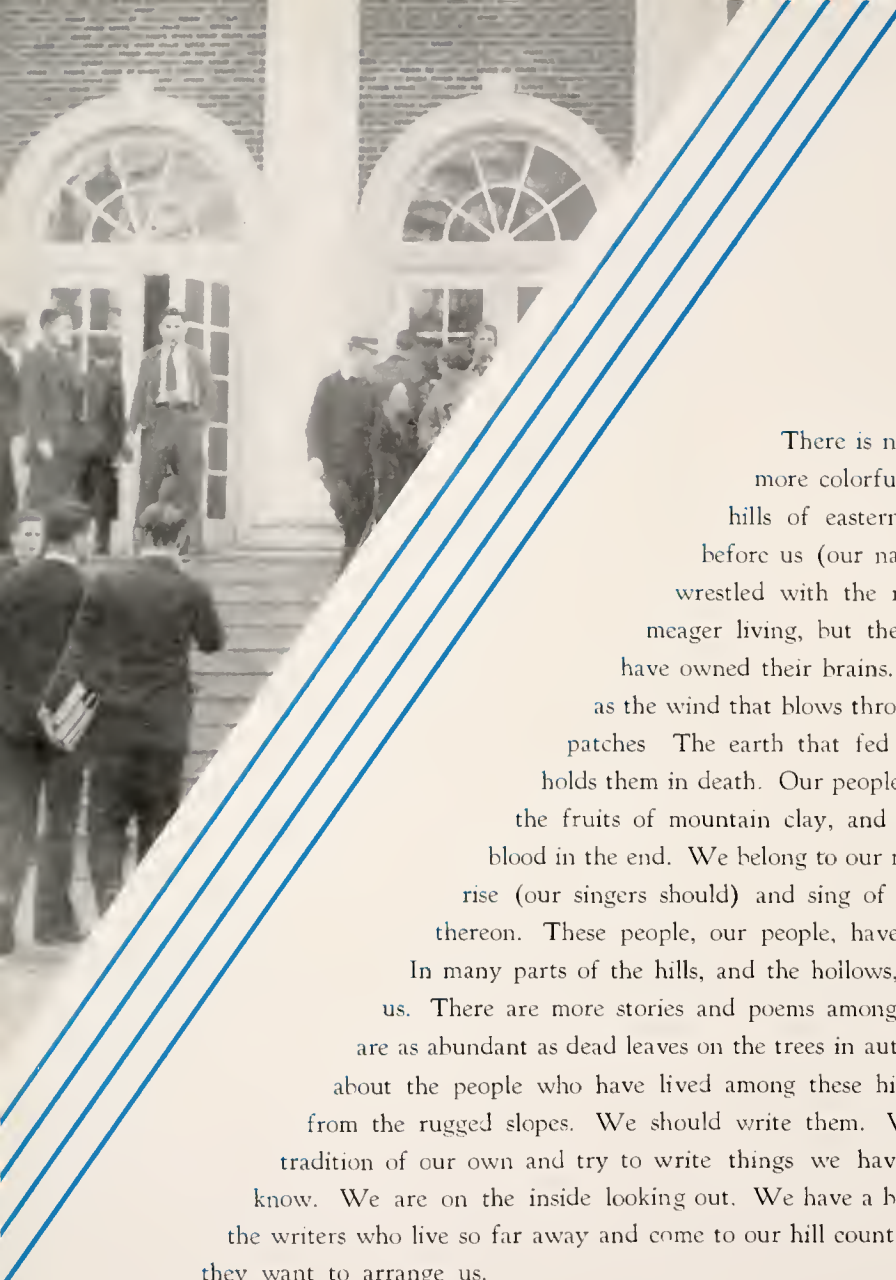 There is n
more colorfu
hills of eastern
before us (our na
wrestled with the
meager living, but the
have owned their brains.
as the wind that blows thro
patches The earth that fed
holds them in death. Our people
the fruits of mountain clay, and
blood in the end. We belong to our
rise (our singers should) and sing of
thereon. These people, our people, have
In many parts of the hills, and the hollows,
us. There are more stories and poems among
are as abundant as dead leaves on the trees in aut
about the people who have lived among these hi
from the rugged slopes. We should write them.
tradition of our own and try to write things we hav
know. We are on the inside looking out. We have a
the writers who live so far away and come to our hill count
they want to arrange us.